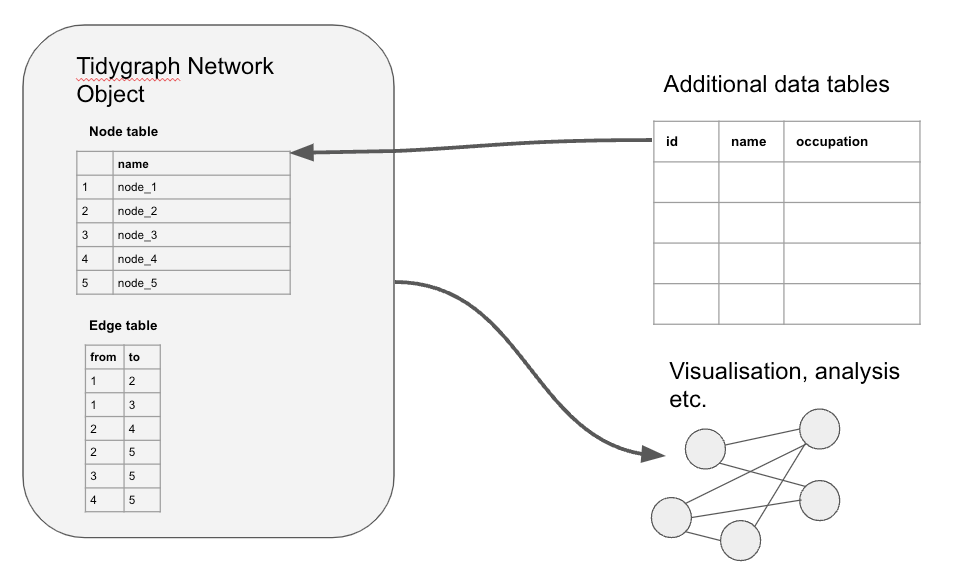 Tidygraph Network
Object
Node table
name
1 node_1
2 node_2
3 node_3
4 node_4
5 node_5
Edge table
from to
1 2
1 3
2 4
2 5
3 5
4 5
Additional data tables
id name occupation
Visualisation, analysis
etc.